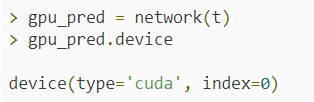 > gpu_pred = network(t)
> gpu_pred.device
device(type='cuda', index=0)